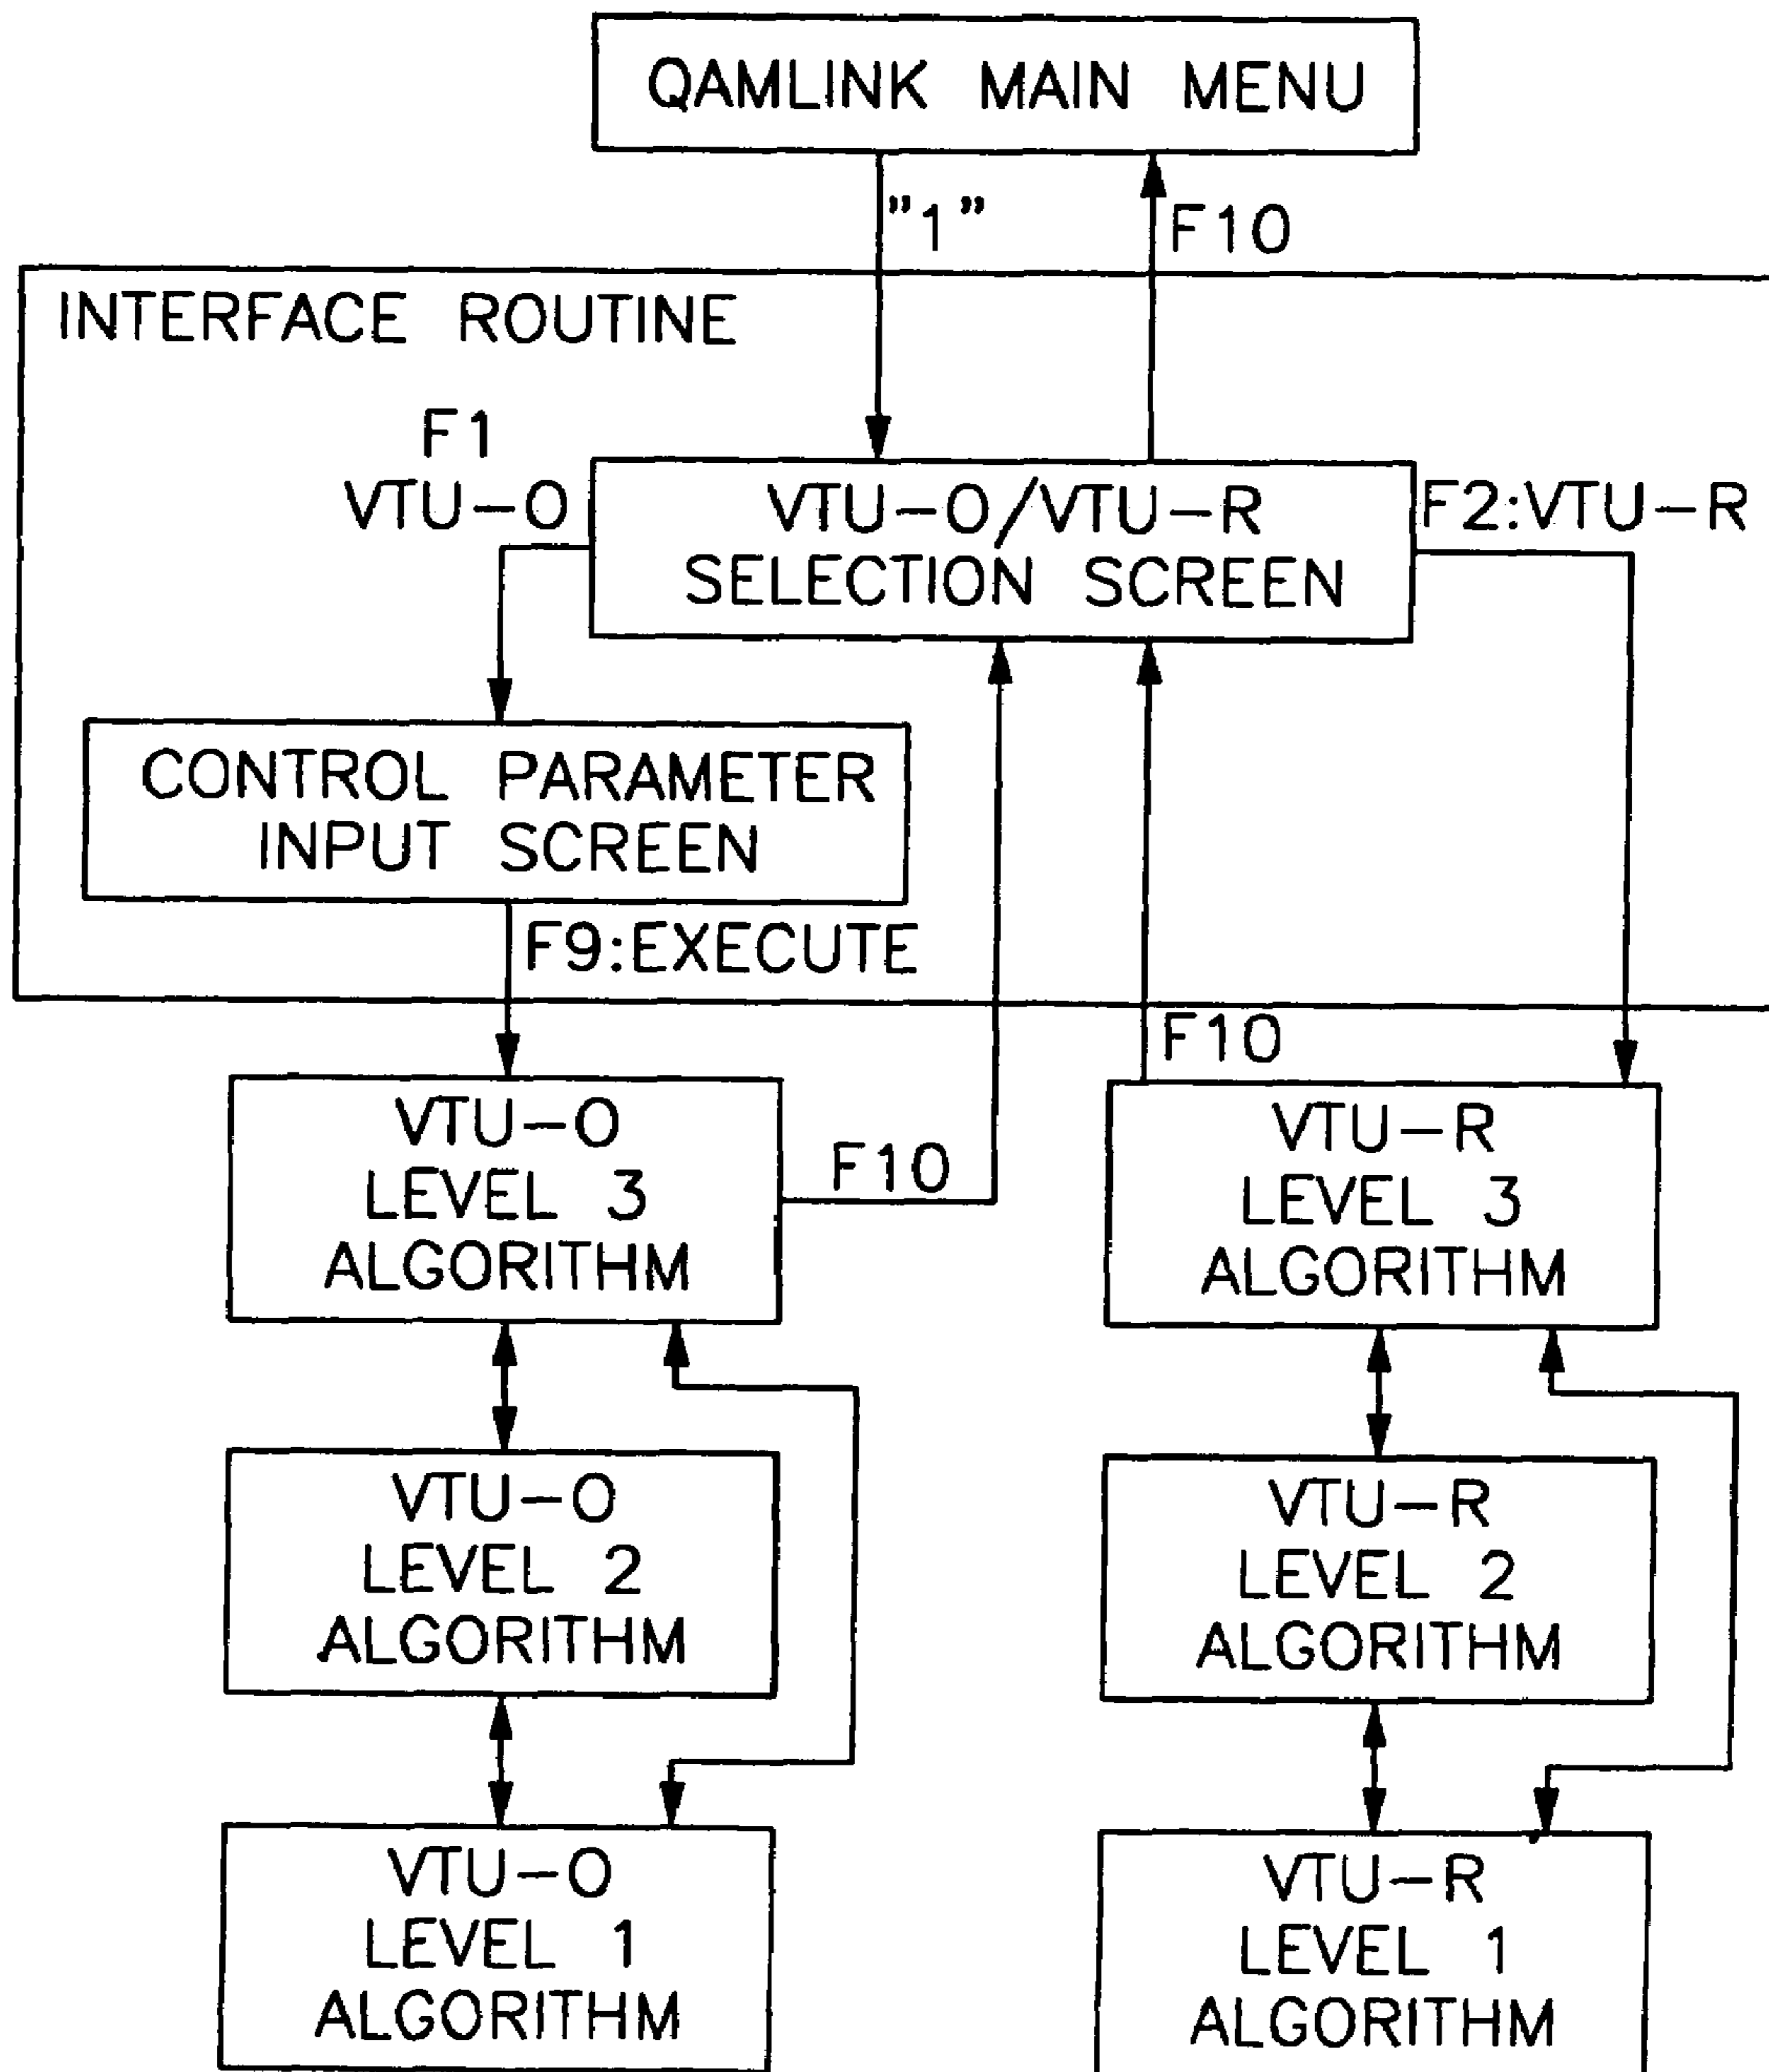 QAMLINK MAIN MENU
"1"
F10
INTERFACE ROUTINE
F1
VTU-O
VTU-O/VTU-R
SELECTION SCREEN
F2:VTU-R
CONTROL PARAMETER
INPUT SCREEN
F9:EXECUTE
F10
VTU-O
LEVEL 3
ALGORITHM
F10
VTU-R
LEVEL 3
ALGORITHM
VTU-O
LEVEL 2
ALGORITHM
VTU-R
LEVEL 2
ALGORITHM
VTU-O
LEVEL 1
ALGORITHM
VTU-R
LEVEL 1
ALGORITHM